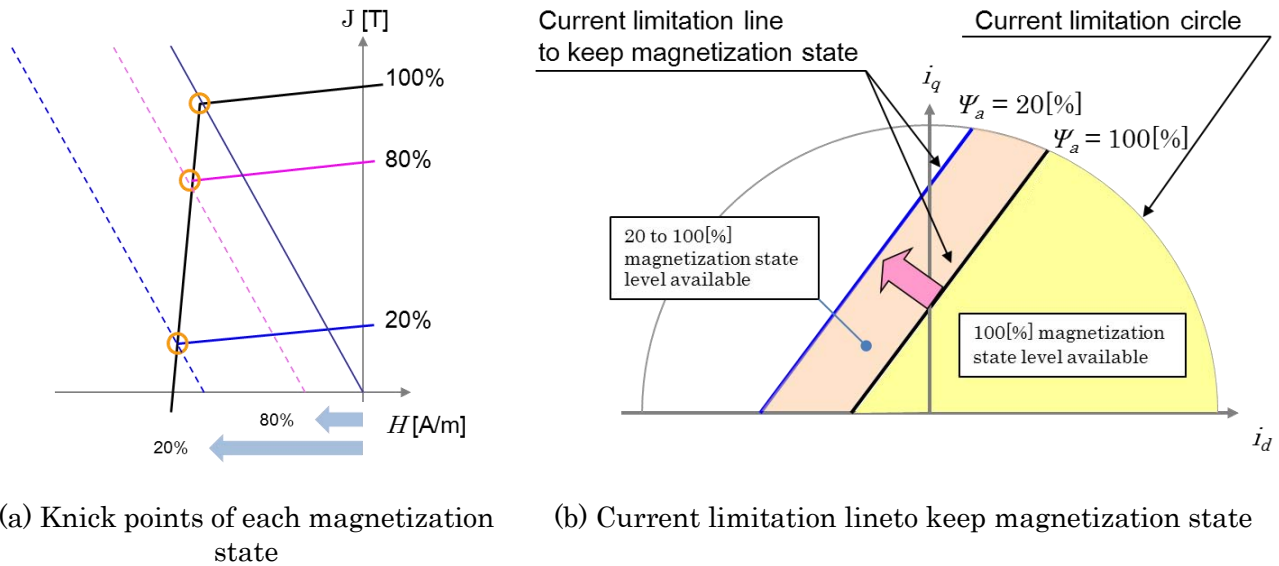 J [T]
100%
80%
20%
80%
20%
H [A/m]
(a) Knick points of each magnetization
state
Current limitation line
to keep magnetization state
Current limitation circle
i_q
Ψ_a = 20[%]
Ψ_a = 100[%]
20 to 100[%]
magnetization state
level available
100[%] magnetization
state level available
i_d
(b) Current limitation lineto keep magnetization state